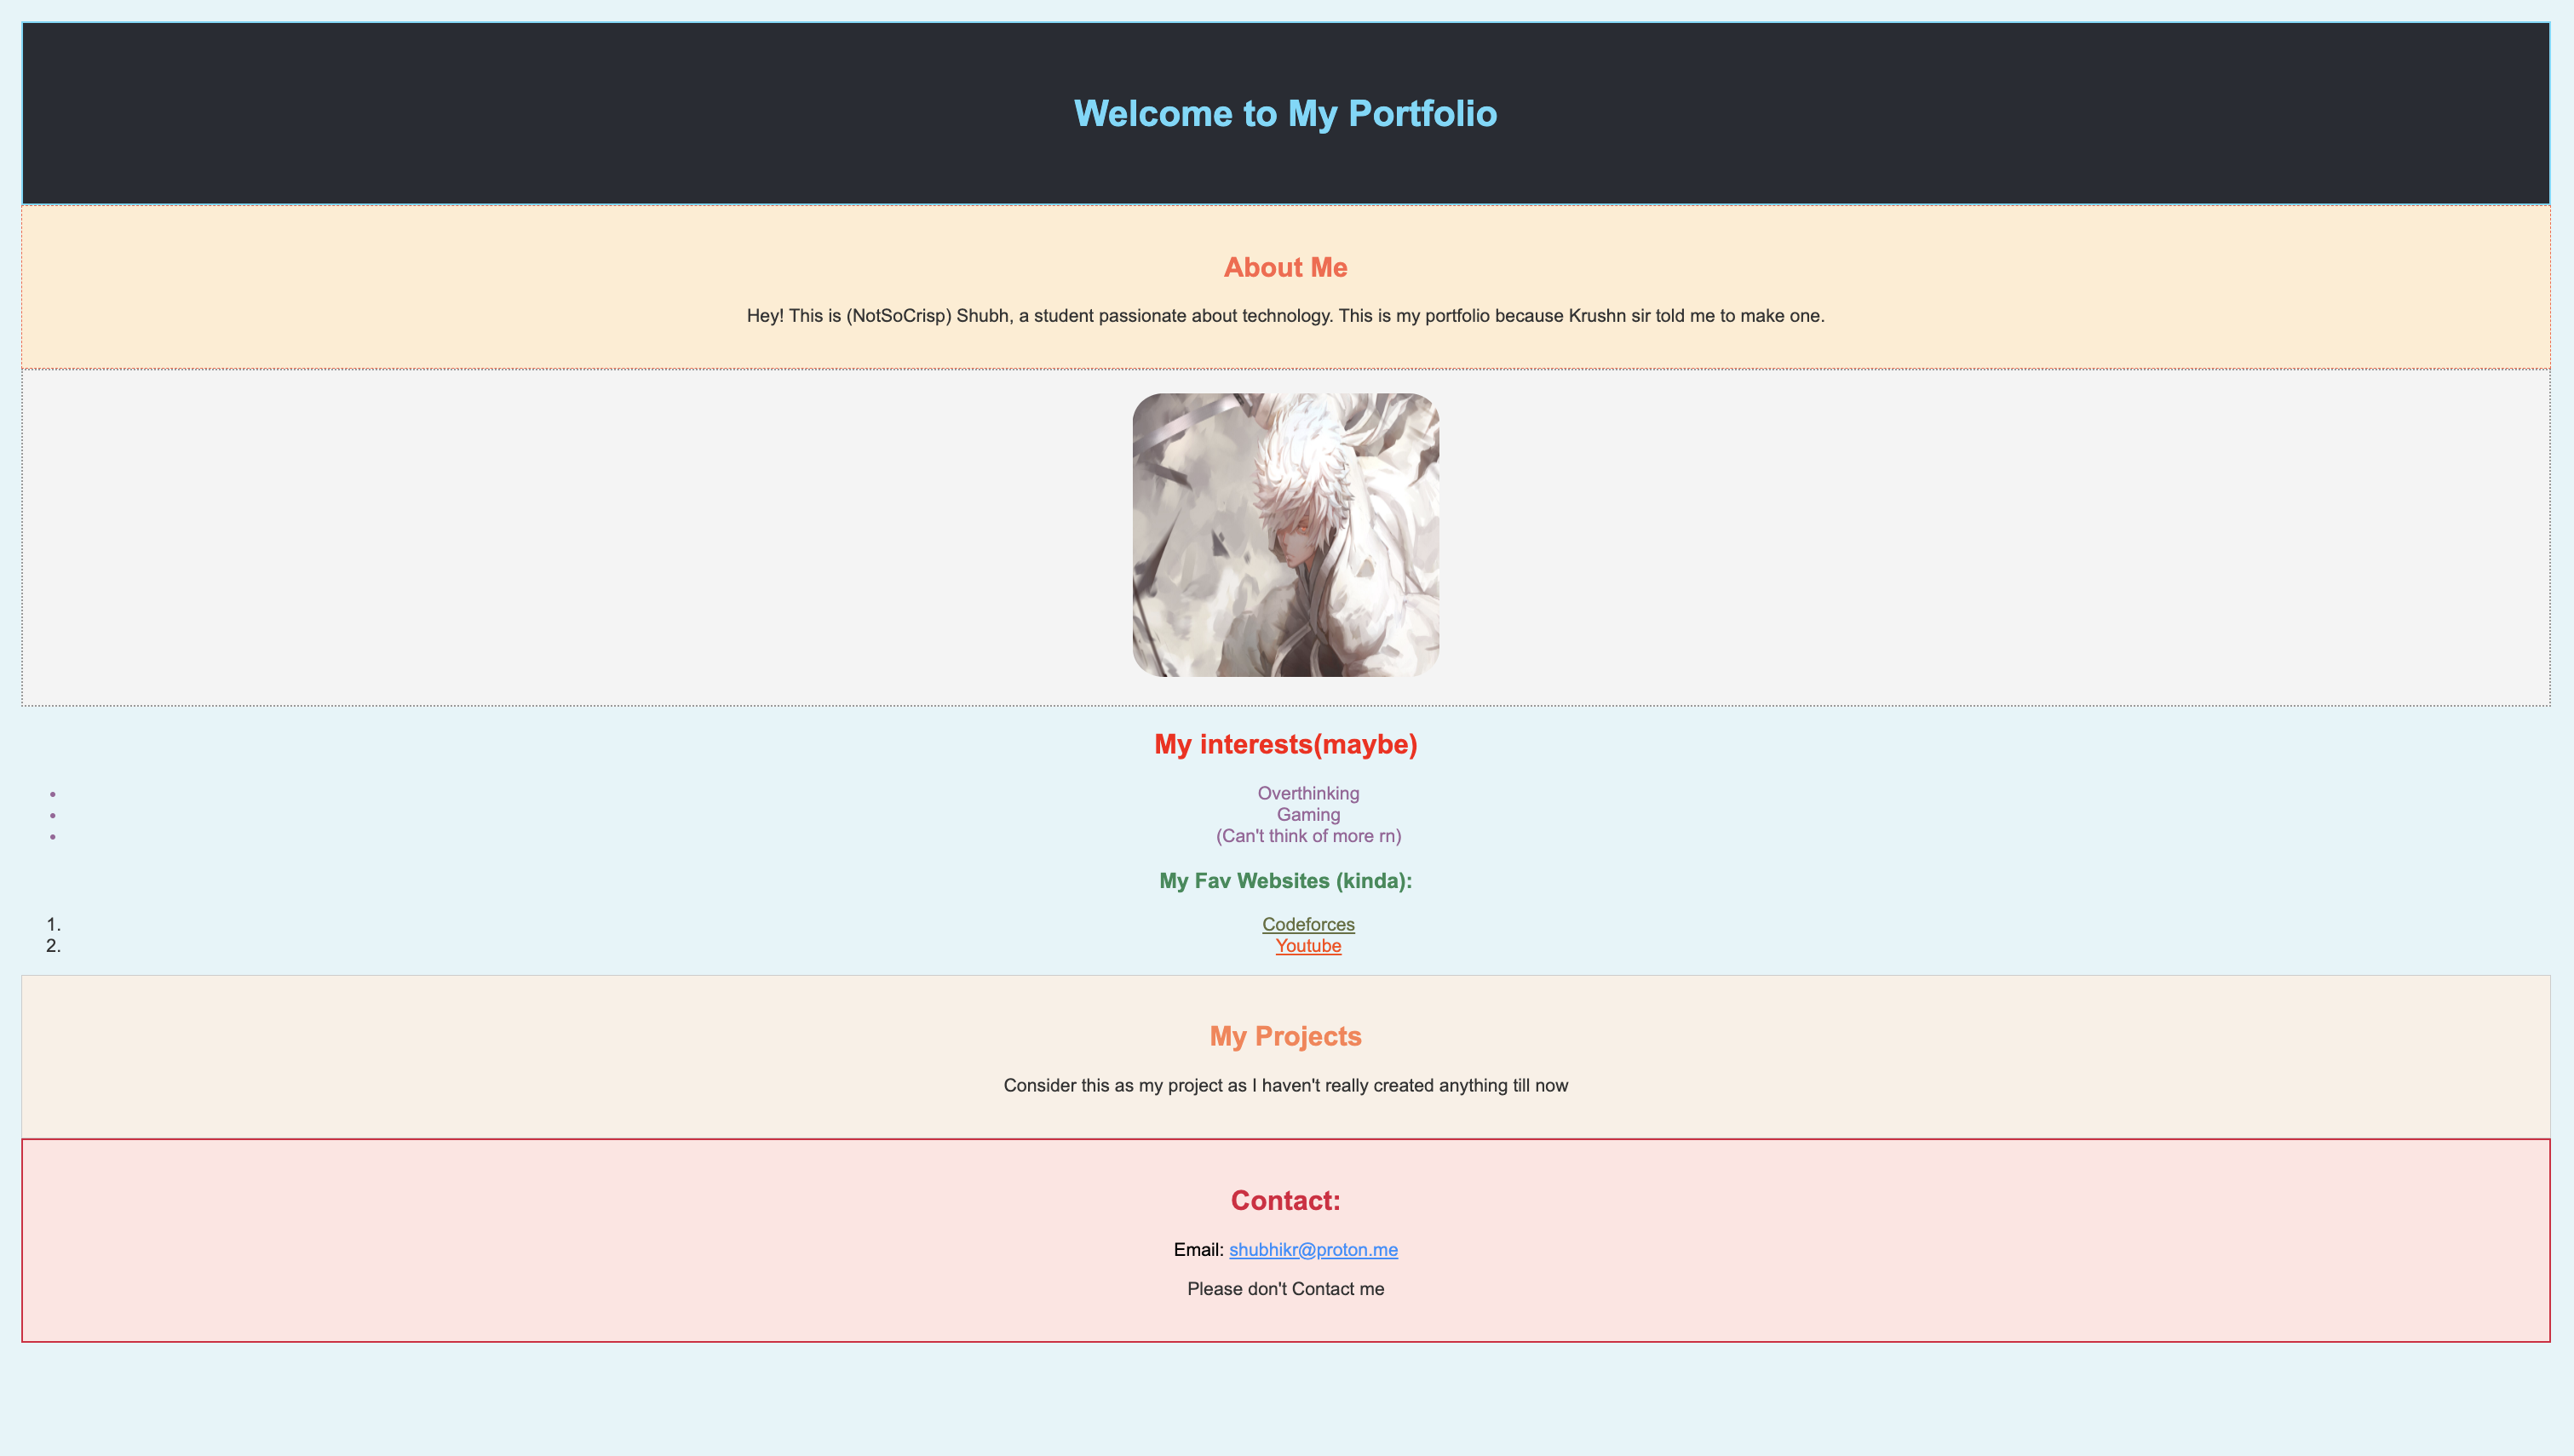 Welcome to My Portfolio
About Me
Hey! This is (NotSoCrisp) Shubh, a student passionate about technology. This is my portfolio because Krushn sir told me to make one.
My interests(maybe)
• Overthinking
• Gaming
• (Can't think of more rn)
My Fav Websites (kinda):
1. Codeforces
2. Youtube
My Projects
Consider this as my project as I haven't really created anything till now
Contact:
Email: shubhikr@proton.me
Please don't Contact me